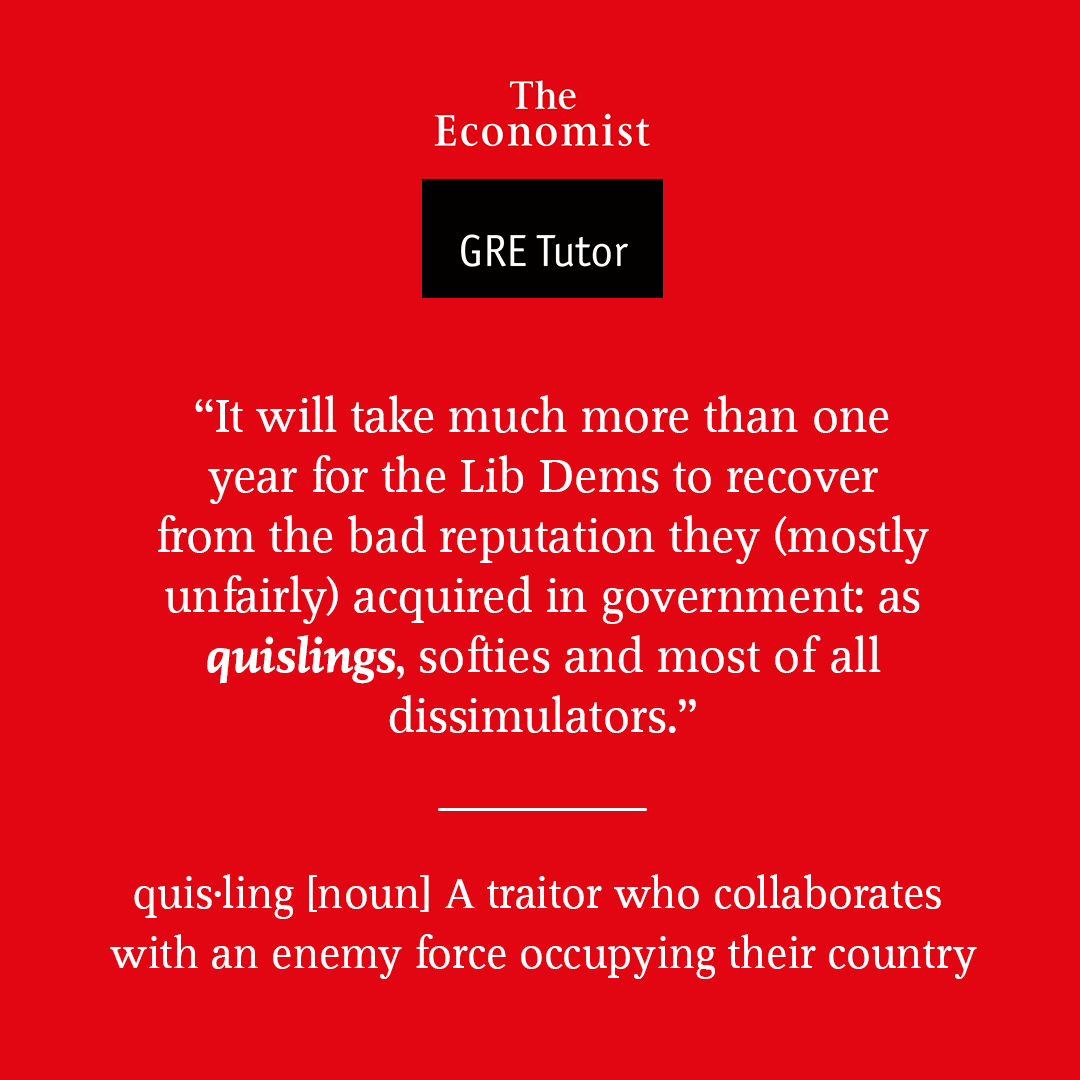 The
Economist
GRE Tutor
“It will take much more than one
year for the Lib Dems to recover
from the bad reputation they (mostly
unfairly) acquired in government: as
quislings, softies and most of all
dissimulators.”
quis·ling [noun] A traitor who collaborates
with an enemy force occupying their country